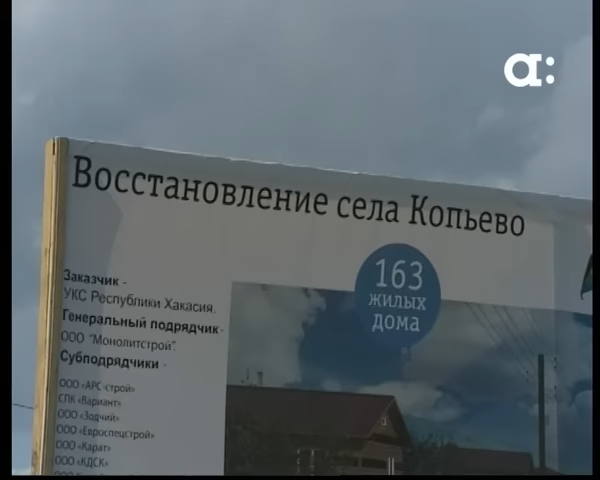 а:
Восстановление села Копьево
163
жилых
дома
Заказчик -
УКС Республики Хакасия.
Генеральный подрядчик-
ООО "Монолитстрой".
Субподрядчики -
ООО «АРС-строй»
СПК «Вариант»
ООО «Зодчий»
ООО «Евроспецстрой»
ООО «Карат»
ООО «КДСК»